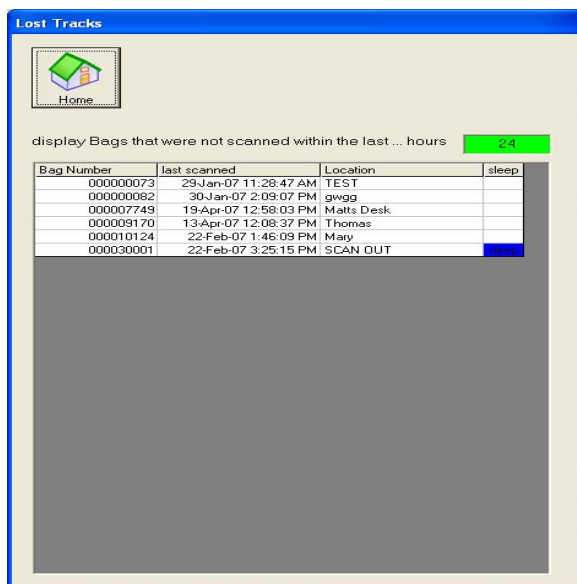 Lost Tracks
Home
display Bags that were not scanned within the last ... hours 24
Bag Number last scanned Location sleep
000000073 29-Jan-07 11:28:47 AM TEST
000000082 30-Jan-07 2:09:07 PM gwgg
000007749 19-Apr-07 12:58:03 PM Matts Desk
000009170 13-Apr-07 12:08:37 PM Thomas
000010124 22-Feb-07 1:46:09 PM Mary
000030001 22-Feb-07 3:25:15 PM SCAN OUT sleep